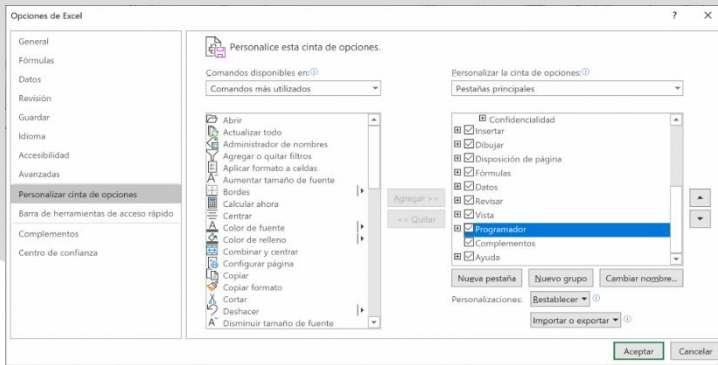 Opciones de Excel
? ×
General
Fórmulas
Datos
Revisión
Guardar
Idioma
Accesibilidad
Avanzadas
Personalizar cinta de opciones
Barra de herramientas de acceso rápido
Complementos
Centro de confianza
Personalice esta cinta de opciones.
Comandos disponibles en:
Comandos más utilizados
Abrir
Actualizar todo
Administrador de nombres
Agregar o quitar filtros
Aplicar formato a celdas
Aumentar tamaño de fuente
Bordes
Calcular ahora
Centrar
Color de fuente
Color de relleno
Combinar y centrar
Configurar página
Copiar
Copiar formato
Cortar
Deshacer
Disminuir tamaño de fuente
Agregar >>
<< Quitar
Personalizar la cinta de opciones:
Pestañas principales
Confidencialidad
Insertar
Dibujar
Disposición de página
Fórmulas
Datos
Revisar
Vista
Programador
Complementos
Ayuda
Nueva pestaña Nuevo grupo Cambiar nombre...
Personalizaciones: Restablecer
Importar o exportar
Aceptar Cancelar